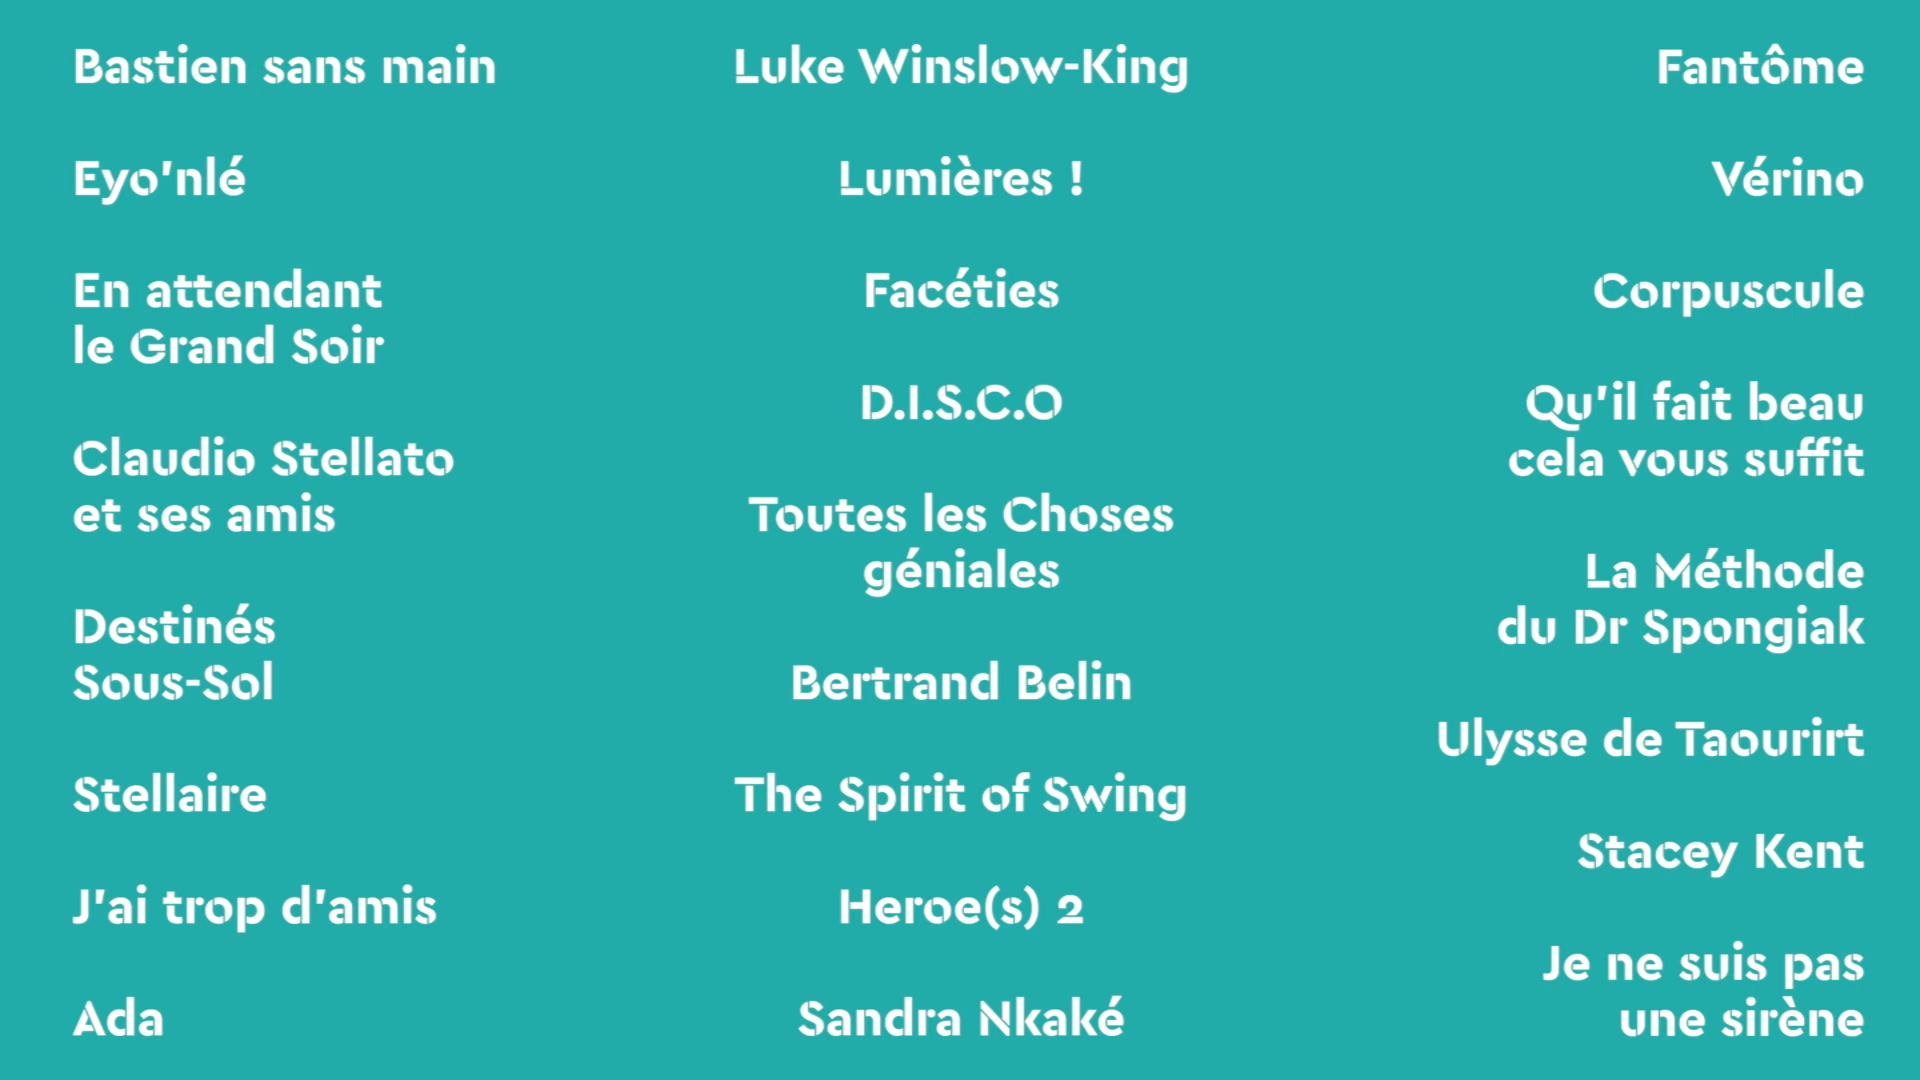 Bastien sans main
Eyo'nlé
En attendant
le Grand Soir
Claudio Stellato
et ses amis
Destinés
Sous-Sol
Stellaire
J'ai trop d'amis
Ada
Luke Winslow-King
Lumières !
Facéties
D.I.S.C.O
Toutes les Choses
géniales
Bertrand Belin
The Spirit of Swing
Heroe(s) 2
Sandra Nkaké
Fantôme
Vérino
Corpuscule
Qu'il fait beau
cela vous suffit
La Méthode
du Dr Spongiak
Ulysse de Taourirt
Stacey Kent
Je ne suis pas
une sirène